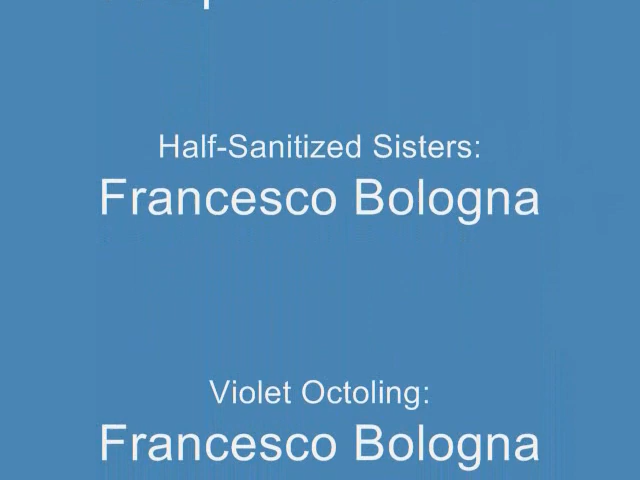 Half-Sanitized Sisters:
Francesco Bologna
Violet Octoling:
Francesco Bologna